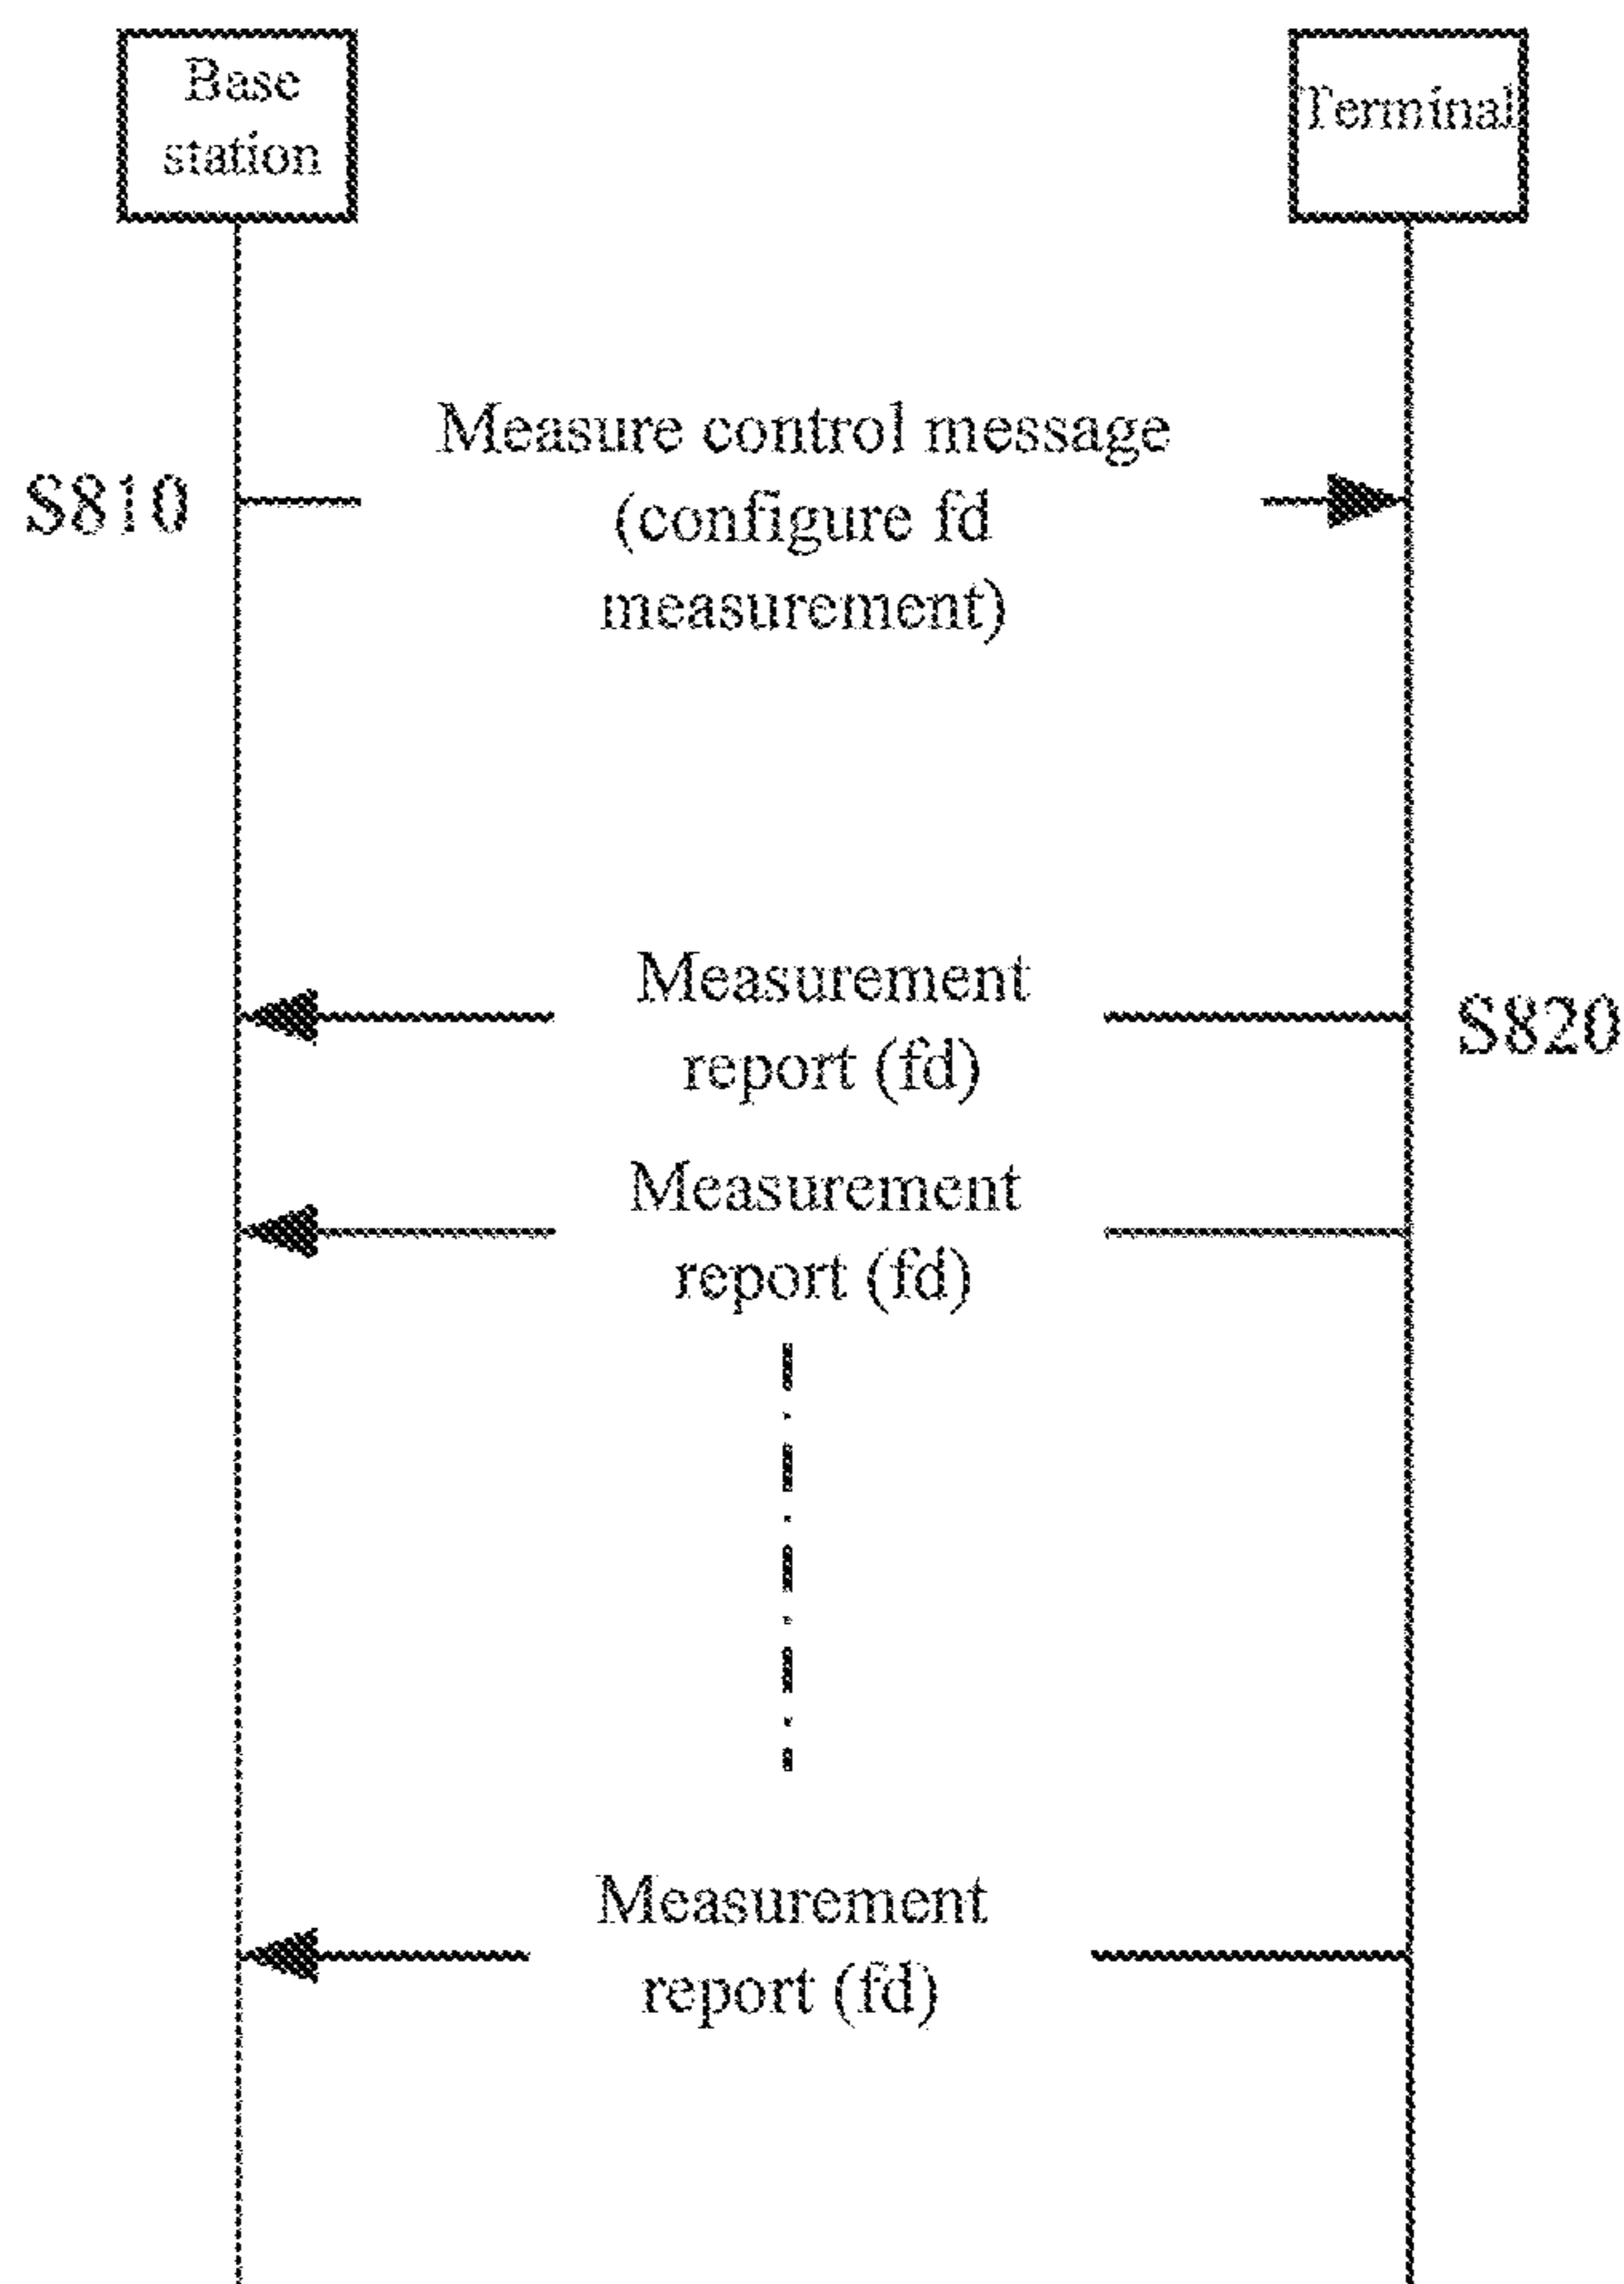 Base
station
Terminal
Measure control message
S810
(configure fd
measurement)
Measurement
S820
report (fd)
Measurement
report (fd)
Measurement
report (fd)